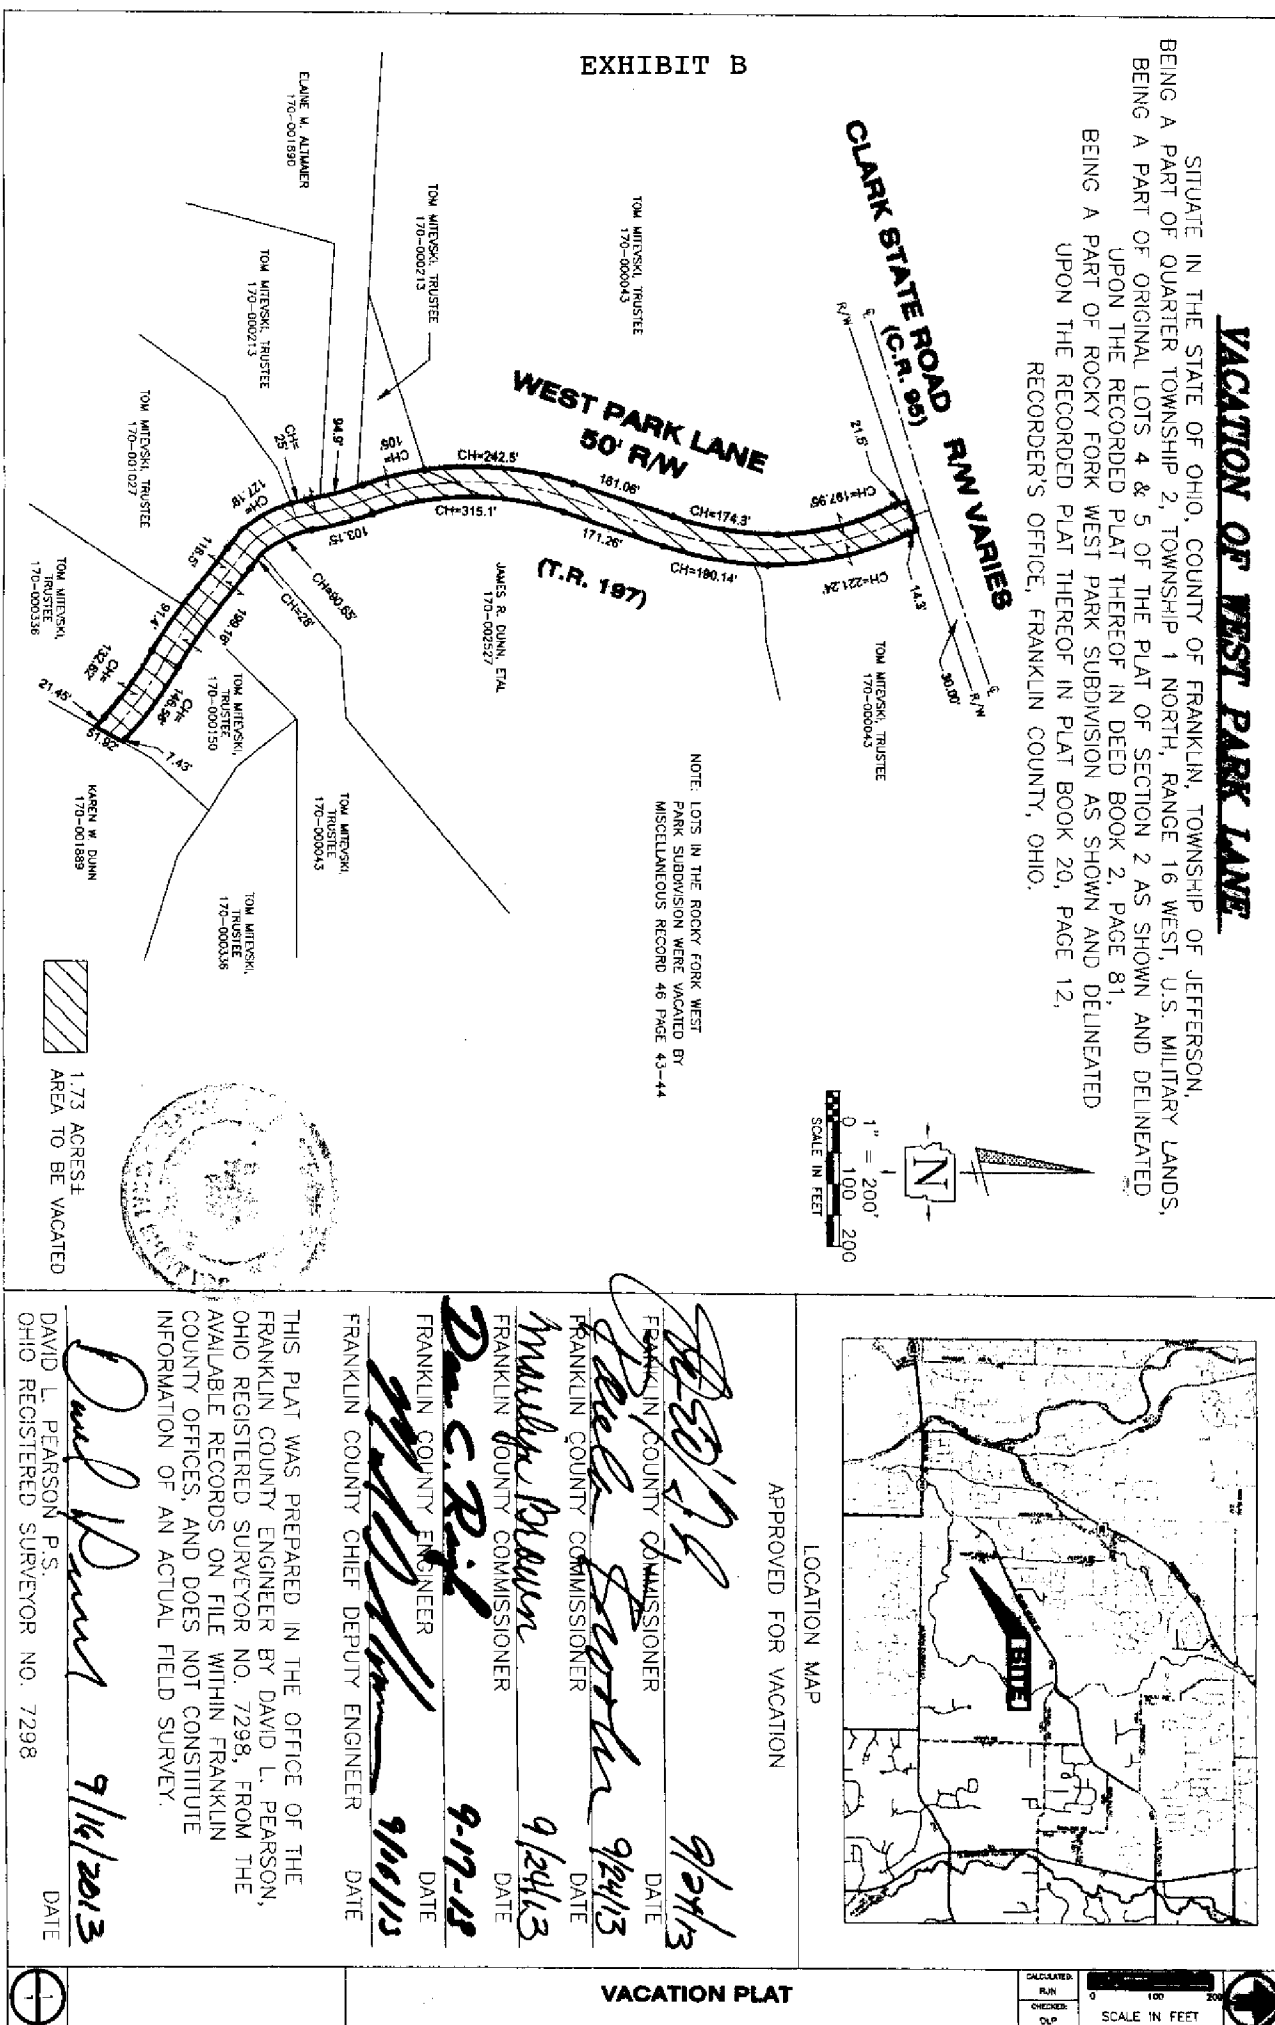 EXHIBIT B
VACATION OF WEST PARK LANE
SITUATE IN THE STATE OF OHIO, COUNTY OF FRANKLIN, TOWNSHIP OF JEFFERSON,
BEING A PART OF QUARTER TOWNSHIP 2, TOWNSHIP 1 NORTH, RANGE 16 WEST, U.S. MILITARY LANDS,
BEING A PART OF ORIGINAL LOTS 4 & 5 OF THE PLAT OF SECTION 2 AS SHOWN AND DELINEATED
UPON THE RECORDED PLAT THEREOF IN DEED BOOK 2, PAGE 81,
BEING A PART OF ROCKY FORK WEST PARK SUBDIVISION AS SHOWN AND DELINEATED
UPON THE RECORDED PLAT THEREOF IN PLAT BOOK 20, PAGE 12,
RECORDER'S OFFICE, FRANKLIN COUNTY, OHIO.
CLARK STATE ROAD R/W VARIES
(C.R. 95)
R/W
21.5'
14.3'
30.00'
R/W
CH=197.95'
CH=221.24'
TOM MITEVSKI, TRUSTEE
170-000043
TOM MITEVSKI, TRUSTEE
170-000043
WEST PARK LANE
50' R/W
(T.R. 197)
CH=174.3'
CH=190.14'
181.06'
171.26'
CH=242.5'
CH=315.1'
JAMES R. DUNN, ETAL
170-002527
TOM MITEVSKI, TRUSTEE
170-000213
CH=
106'
103.15'
94.9'
ELAINE M. ALTMAIER
170-001890
TOM MITEVSKI, TRUSTEE
170-000213
CH=
25'
CH=80.65'
CH=28'
CH=
127.19'
118.5'
199.16'
TOM MITEVSKI, TRUSTEE
170-001027
TOM MITEVSKI,
TRUSTEE
170-000150
91.4'
CH=
132.62'
CH=
146.58'
TOM MITEVSKI,
TRUSTEE
170-000336
21.45'
51.92'
7.43'
KAREN W. DUNN
170-001889
TOM MITEVSKI,
TRUSTEE
170-000043
TOM MITEVSKI,
TRUSTEE
170-000336
NOTE: LOTS IN THE ROCKY FORK WEST
PARK SUBDIVISION WERE VACATED BY
MISCELLANEOUS RECORD 46 PAGE 43-44
N
1" = 200'
0 100 200
SCALE IN FEET
1.73 ACRES±
AREA TO BE VACATED
SITE
LOCATION MAP
APPROVED FOR VACATION
9/24/13
FRANKLIN COUNTY COMMISSIONER DATE
9/24/13
FRANKLIN COUNTY COMMISSIONER DATE
Marilyn Brown 9/24/13
FRANKLIN COUNTY COMMISSIONER DATE
Dean C. Ringle 9-17-13
FRANKLIN COUNTY ENGINEER DATE
9/16/13
FRANKLIN COUNTY CHIEF DEPUTY ENGINEER DATE
THIS PLAT WAS PREPARED IN THE OFFICE OF THE
FRANKLIN COUNTY ENGINEER BY DAVID L. PEARSON,
OHIO REGISTERED SURVEYOR NO. 7298, FROM THE
AVAILABLE RECORDS ON FILE WITHIN FRANKLIN
COUNTY OFFICES, AND DOES NOT CONSTITUTE
INFORMATION OF AN ACTUAL FIELD SURVEY.
9/16/2013
DAVID L. PEARSON P.S. DATE
OHIO REGISTERED SURVEYOR NO. 7298
VACATION PLAT
CALCULATED:
RJN
CHECKED:
DLP
0 100 200
SCALE IN FEET
1
1